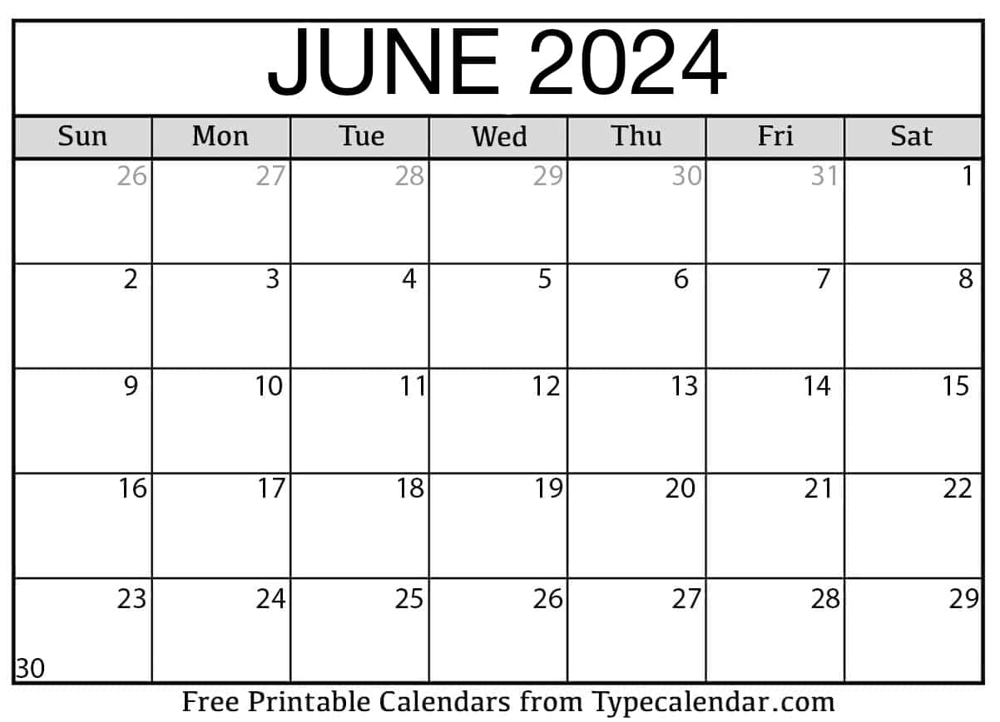 JUNE 2024
Sun Mon Tue Wed Thu Fri Sat
26 27 28 29 30 31 1
2 3 4 5 6 7 8
9 10 11 12 13 14 15
16 17 18 19 20 21 22
23 24 25 26 27 28 29
30
Free Printable Calendars from Typecalendar.com